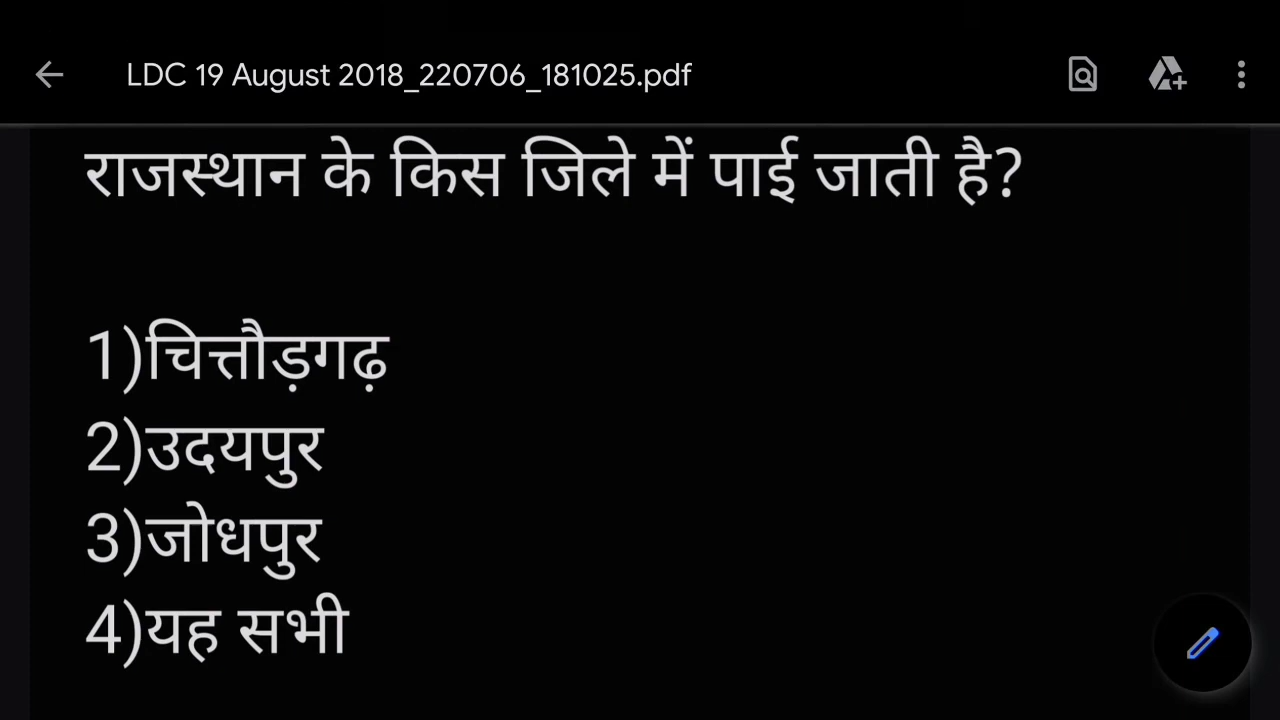 LDC 19 August 2018_220706_181025.pdf
राजस्थान के किस जिले में पाई जाती है?
1)चित्तौड़गढ़
2)उदयपुर
3)जोधपुर
4)यह सभी